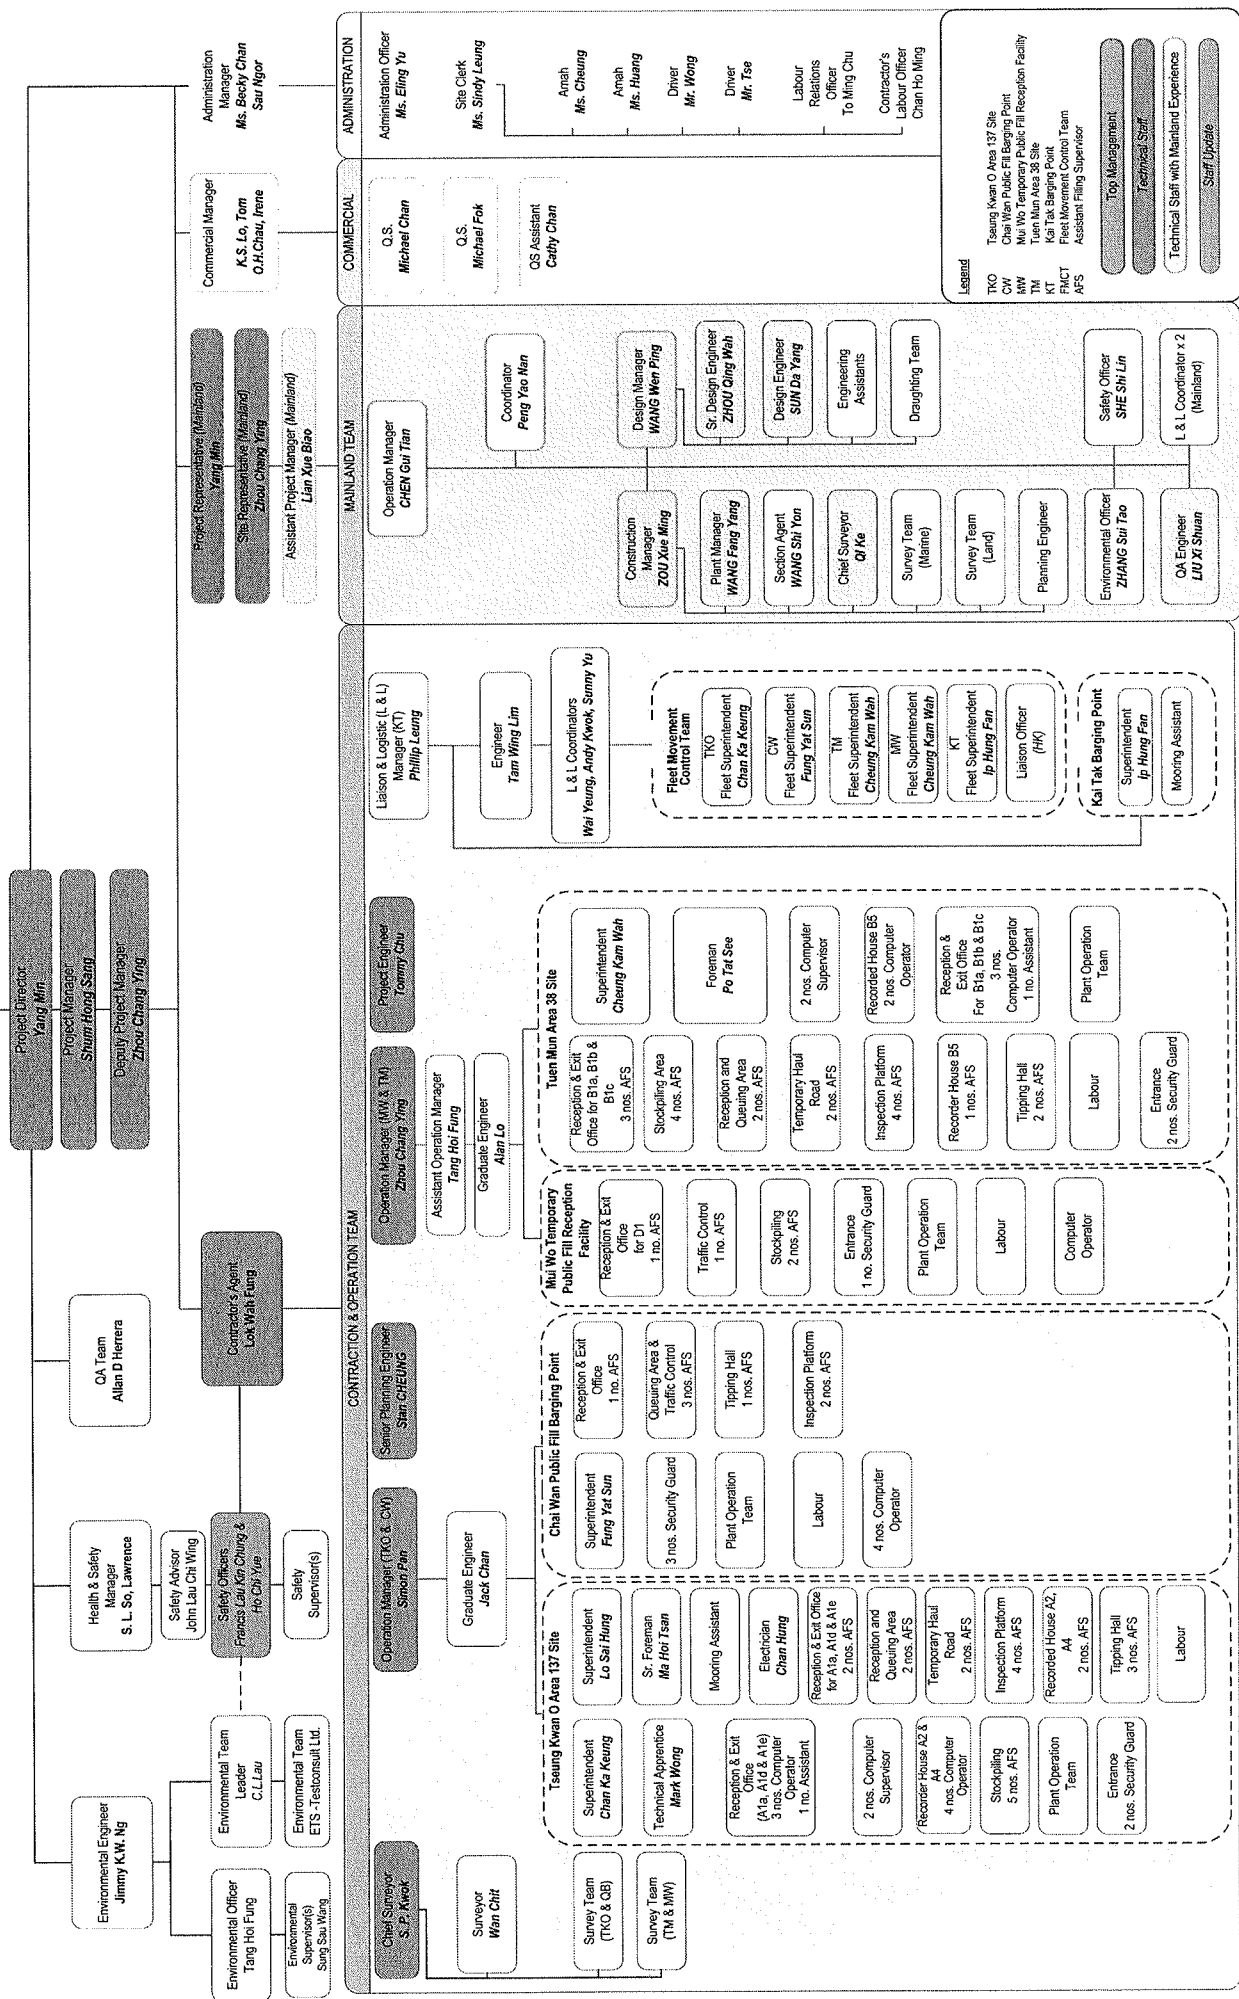 Project Director
Yang Min
Project Manager
Shum Hong Sang
Deputy Project Manager
Zhou Chang Ying
Environmental Engineer
Jimmy K.W. Ng
Environmental Officer
Tang Hoi Fung
Environmental
Supervisor(s)
Sung Sau Wang
Environmental Team
Leader
C.L.Lau
Environmental Team
ETS -Testconsult Ltd.
Health & Safety
Manager
S. L. So, Lawrence
Safety Advisor
John Lau Chi Wing
Safety Officers
Francis Lau Kin Chung &
Ho Chi Yue
Safety
Supervisor(s)
QA Team
Allan D Herrera
Contractor's Agent
Lok Wah Fung
Project Representative (Mainland)
Yang Min
Site Representative (Mainland)
Zhou Chang Ying
Assistant Project Manager (Mainland)
Lian Xue Biao
Commercial Manager
K.S. Lo, Tom
O.H.Chau, Irene
Administration
Manager
Ms. Becky Chan
Sau Ngor
CONTRACTION & OPERATION TEAM
Chief Surveyor
S. P. Kwok
Surveyor
Wan Chit
Survey Team
(TKO & QB)
Survey Team
(TM & MW)
Operation Manager (TKO & CW)
Simon Pan
Graduate Engineer
Jack Chan
Senior Planning Engineer
Stan CHEUNG
Operation Manager (MW & TM)
Zhou Chang Ying
Assistant Operation Manager
Tang Hoi Fung
Graduate Engineer
Alan Lo
Project Engineer
Tommy Chu
Tseung Kwan O Area 137 Site
Superintendent
Chan Ka Keung
Technical Apprentice
Mark Wong
Reception & Exit
Office
(A1a, A1d & A1e)
3 nos. Computer
Operator
1 no. Assistant
2 nos. Computer
Supervisor
Recorder House A2 &
A4
4 nos. Computer
Operator
Stockpiling
5 nos. AFS
Plant Operation
Team
Entrance
2 nos. Security Guard
Superintendent
Lo Sai Hung
Sr. Foreman
Ma Hoi Tsan
Mooring Assistant
Electrician
Chan Hung
Reception & Exit Office
for A1a, A1d & A1e
2 nos. AFS
Reception and
Queuing Area
2 nos. AFS
Temporary Haul
Road
2 nos. AFS
Inspection Platform
4 nos. AFS
Recorded House A2,
A4
2 nos. AFS
Tipping Hall
3 nos. AFS
Labour
Chai Wan Public Fill Barging Point
Superintendent
Fung Yat Sun
3 nos. Security Guard
Plant Operation
Team
Labour
4 nos. Computer
Operator
Reception & Exit
Office
1 no. AFS
Queuing Area &
Traffic Control
3 nos. AFS
Tipping Hall
1 nos. AFS
Inspection Platform
2 nos. AFS
Mui Wo Temporary
Public Fill Reception
Facility
Reception & Exit
Office
for D1
1 no. AFS
Traffic Control
1 no. AFS
Stockpiling
2 nos. AFS
Entrance
1 no. Security Guard
Plant Operation
Team
Labour
Computer
Operator
Tuen Mun Area 38 Site
Reception & Exit
Office for B1a, B1b &
B1c
3 nos. AFS
Stockpiling Area
4 nos. AFS
Reception and
Queuing Area
2 nos. AFS
Temporary Haul
Road
2 nos. AFS
Inspection Platform
4 nos. AFS
Recorder House B5
1 nos. AFS
Tipping Hall
2 nos. AFS
Labour
Entrance
2 nos. Security Guard
Superintendent
Cheung Kam Wah
Foreman
Po Tat See
2 nos. Computer
Supervisor
Recorded House B5
2 nos. Computer
Operator
Reception &
Exit Office
For B1a, B1b & B1c
3 nos.
Computer Operator
1 no. Assistant
Plant Operation
Team
Liaison & Logistic (L & L)
Manager (KT)
Phillip Leung
Engineer
Tam Wing Lim
L & L Coordinators
Wai Yeung, Andy Kwok, Sunny Yu
Fleet Movement
Control Team
TKO
Fleet Superintendent
Chan Ka Keung
CW
Fleet Superintendent
Fung Yat Sun
TM
Fleet Superintendent
Cheung Kam Wah
MW
Fleet Superintendent
Cheung Kam Wah
KT
Fleet Superintendent
Ip Hung Fan
Liaison Officer
(HK)
Kai Tak Barging Point
Superintendent
Ip Hung Fan
Mooring Assistant
MAINLAND TEAM
Operation Manager
CHEN Gui Tian
Coordinator
Peng Yao Nan
Construction
Manager
ZOU Xue Ming
Plant Manager
WANG Fang Yang
Section Agent
WANG Shi Yon
Chief Surveyor
QI Ke
Survey Team
(Marine)
Survey Team
(Land)
Planning Engineer
Environmental Officer
ZHANG Sui Tao
QA Engineer
LIU Xi Shuan
Design Manager
WANG Wen Ping
Sr. Design Engineer
ZHOU Qing Wah
Design Engineer
SUN Da Yang
Engineering
Assistants
Draughting Team
Safety Officer
SHE Shi Lin
L & L Coordinator x 2
(Mainland)
COMMERCIAL
Q.S.
Michael Chan
Q.S.
Michael Fok
QS Assistant
Cathy Chan
ADMINISTRATION
Administration Officer
Ms. Eling Yu
Site Clerk
Ms. Sindy Leung
Amah
Ms. Cheung
Amah
Ms. Huang
Driver
Mr. Wong
Driver
Mr. Tse
Labour
Relations
Officer
To Ming Chu
Contractor's
Labour Officer
Chan Ho Ming
Legend
TKO Tseung Kwan O Area 137 Site
CW Chai Wan Public Fill Barging Point
MW Mui Wo Temporary Public Fill Reception Facility
TM Tuen Mun Area 38 Site
KT Kai Tak Barging Point
FMCT Fleet Movement Control Team
AFS Assistant Filling Supervisor
Top Management
Technical Staff
Technical Staff with Mainland Experience
Staff Update